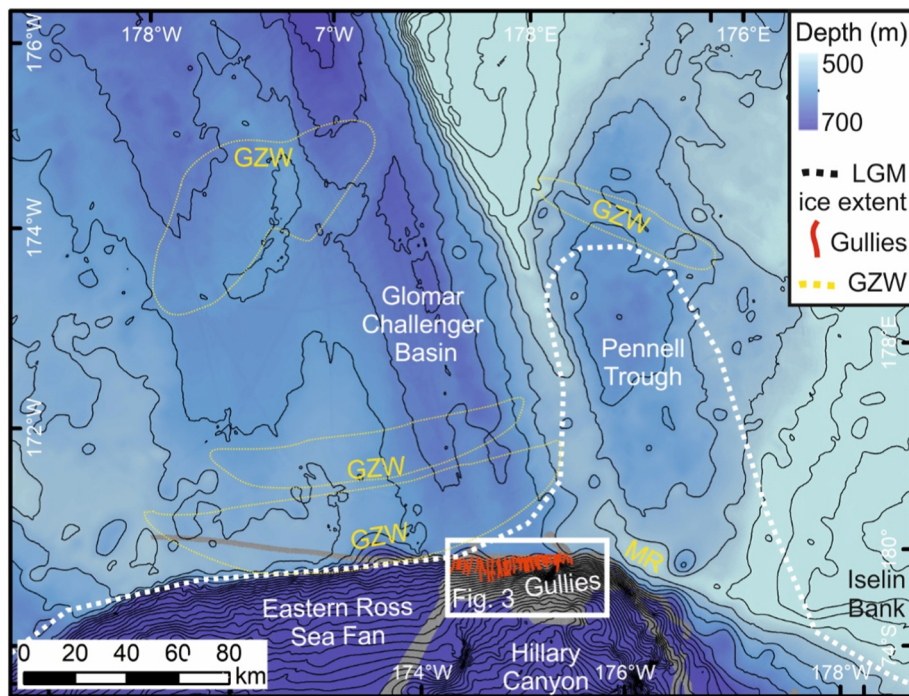 178°W
7°W
178°E
176°E
176°W
Depth (m)
500
700
LGM
ice extent
Gullies
GZW
GZW
GZW
174°W
Glomar
Challenger
Basin
Pennell
Trough
178°E
172°W
GZW
GZW
MR
180°
Gullies
Fig. 3
Iselin
Bank
Eastern Ross
Sea Fan
Hillary
Canyon
174°W
176°W
178°W
74°S
0 20 40 60 80
km